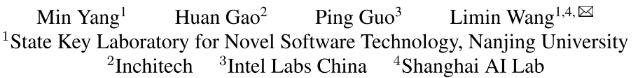 Min Yang¹ Huan Gao² Ping Guo³ Limin Wang¹,⁴,✉
¹State Key Laboratory for Novel Software Technology, Nanjing University
²Inchitech ³Intel Labs China ⁴Shanghai AI Lab